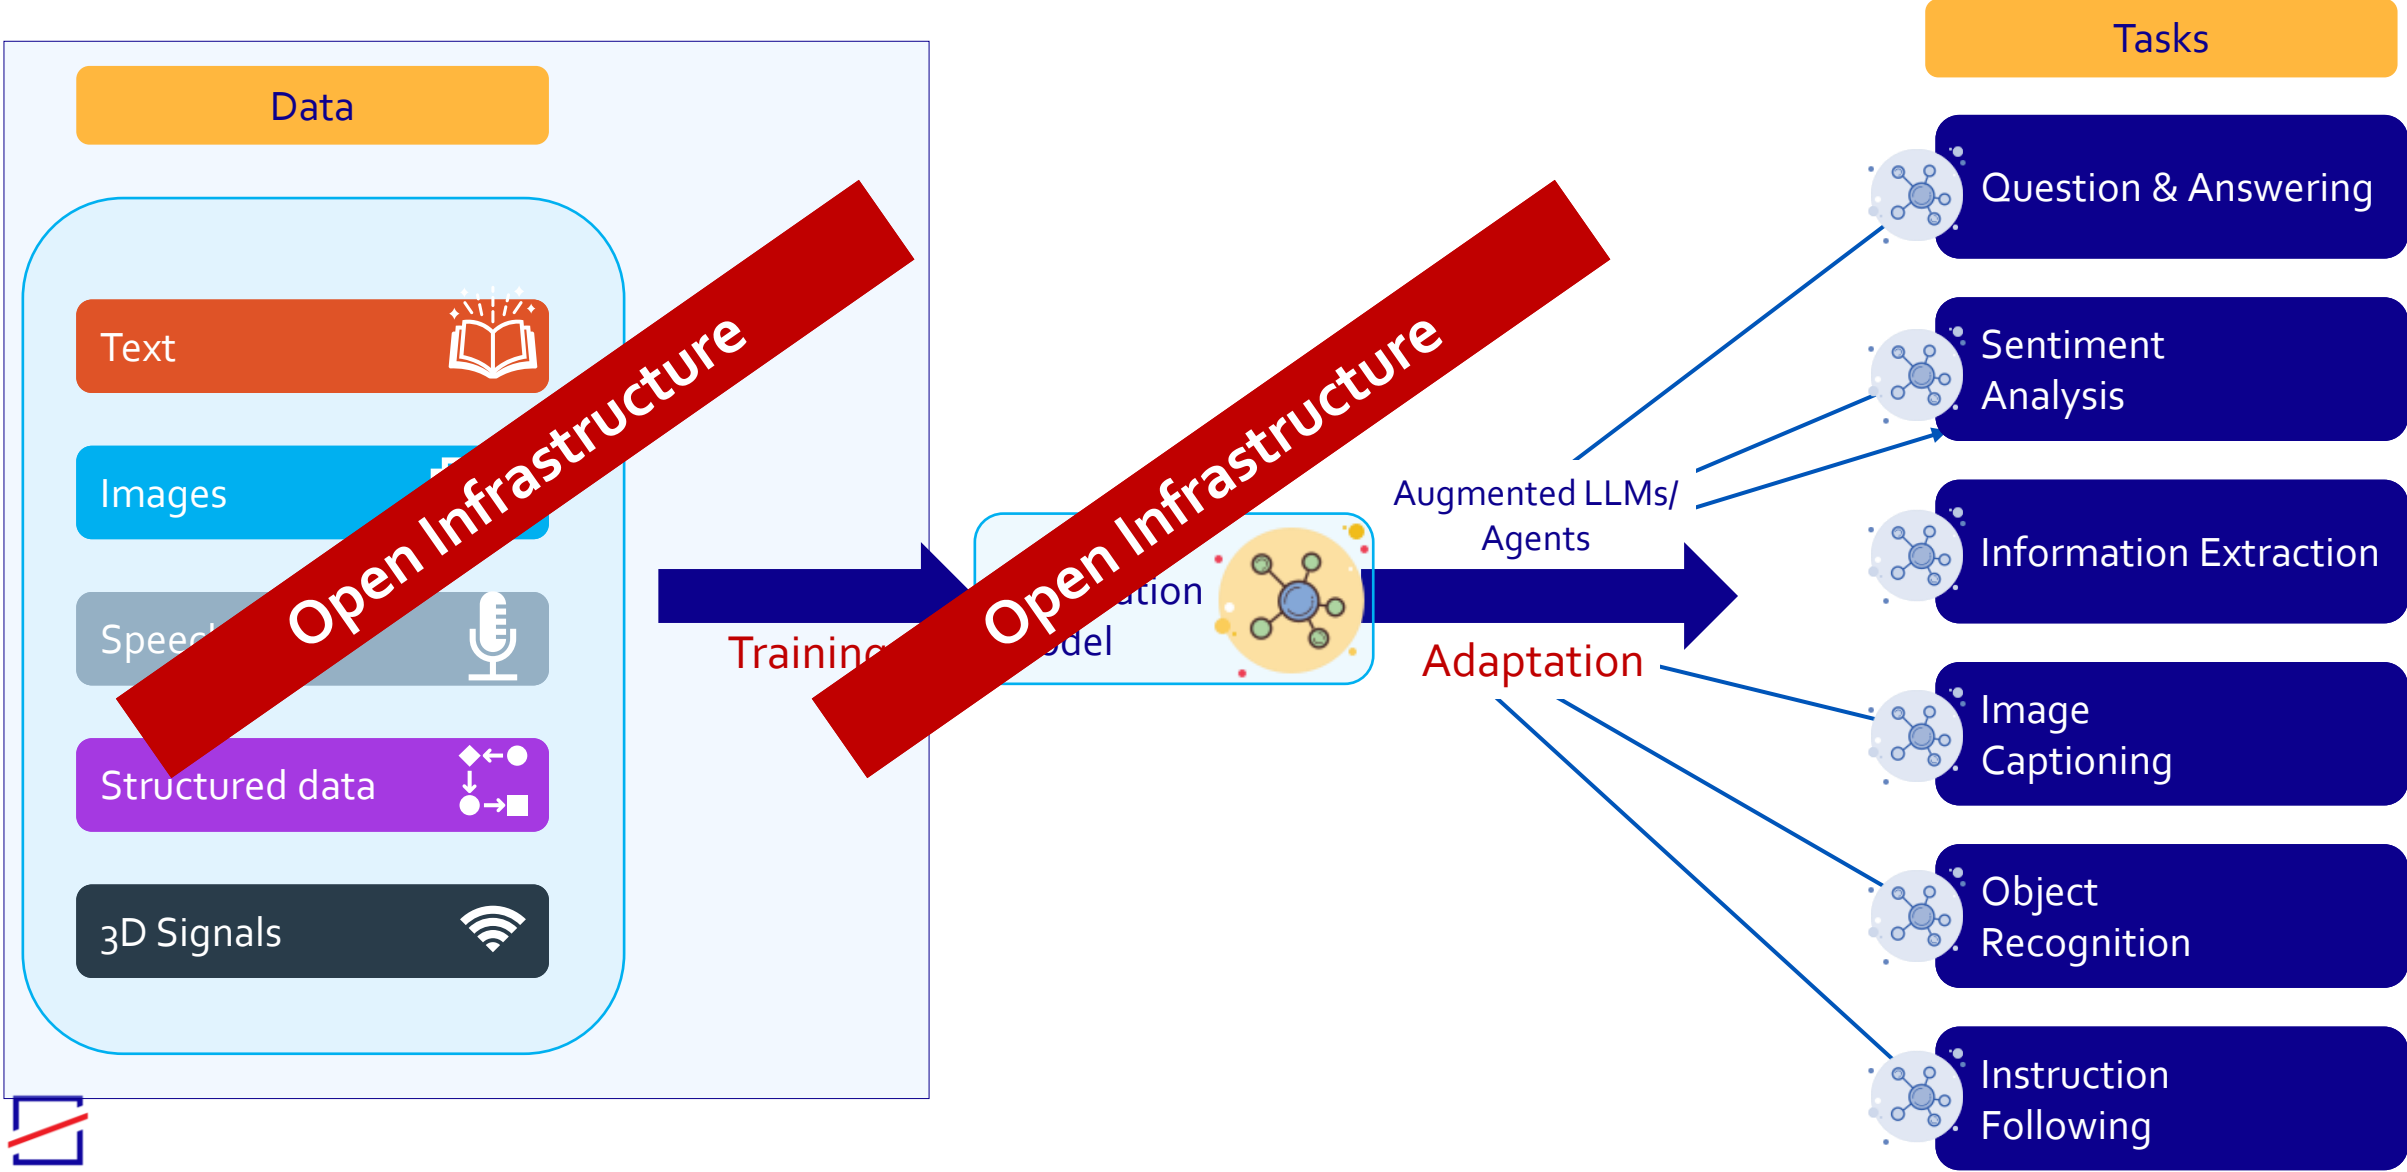 Data
Text
Images
Structured data
3D Signals
Open Infrastructure
Training
Open Infrastructure
Augmented LLMs/
Agents
Adaptation
Tasks
Question & Answering
Sentiment
Analysis
Information Extraction
Image
Captioning
Object
Recognition
Instruction
Following